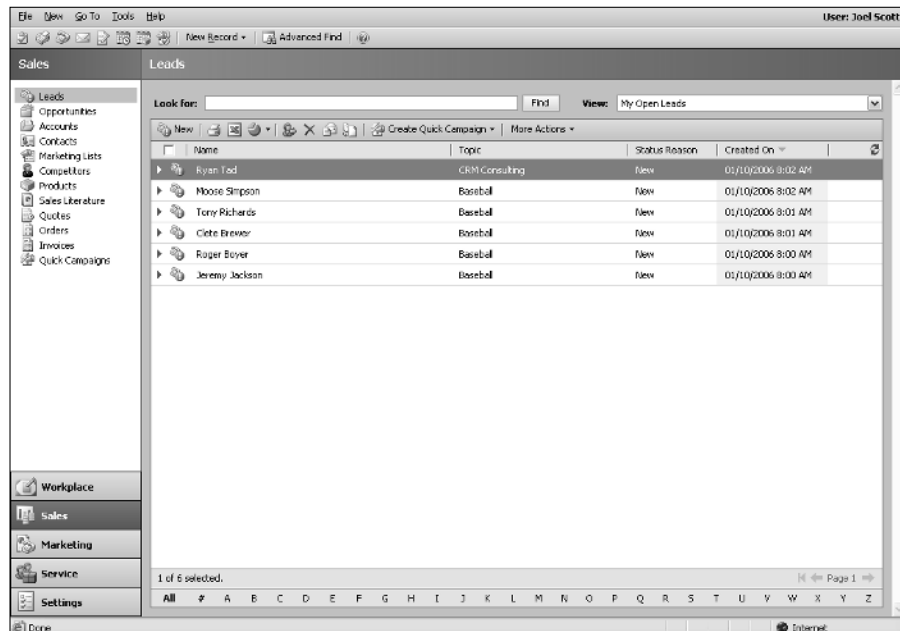 File New Go To Tools Help User: Joel Scott
New Record Advanced Find
Sales Leads
Leads
Opportunities
Accounts
Contacts
Marketing Lists
Competitors
Products
Sales Literature
Quotes
Orders
Invoices
Quick Campaigns
Look for: Find View: My Open Leads
New Create Quick Campaign More Actions
Name Topic Status Reason Created On
Ryan Tad CRM Consulting New 01/10/2006 8:02 AM
Moose Simpson Baseball New 01/10/2006 8:02 AM
Tony Richards Baseball New 01/10/2006 8:01 AM
Clete Brewer Baseball New 01/10/2006 8:01 AM
Roger Boyer Baseball New 01/10/2006 8:00 AM
Jeremy Jackson Baseball New 01/10/2006 8:00 AM
Workplace
Sales
Marketing
Service
Settings
1 of 6 selected. Page 1
All # A B C D E F G H I J K L M N O P Q R S T U V W X Y Z
Done Internet